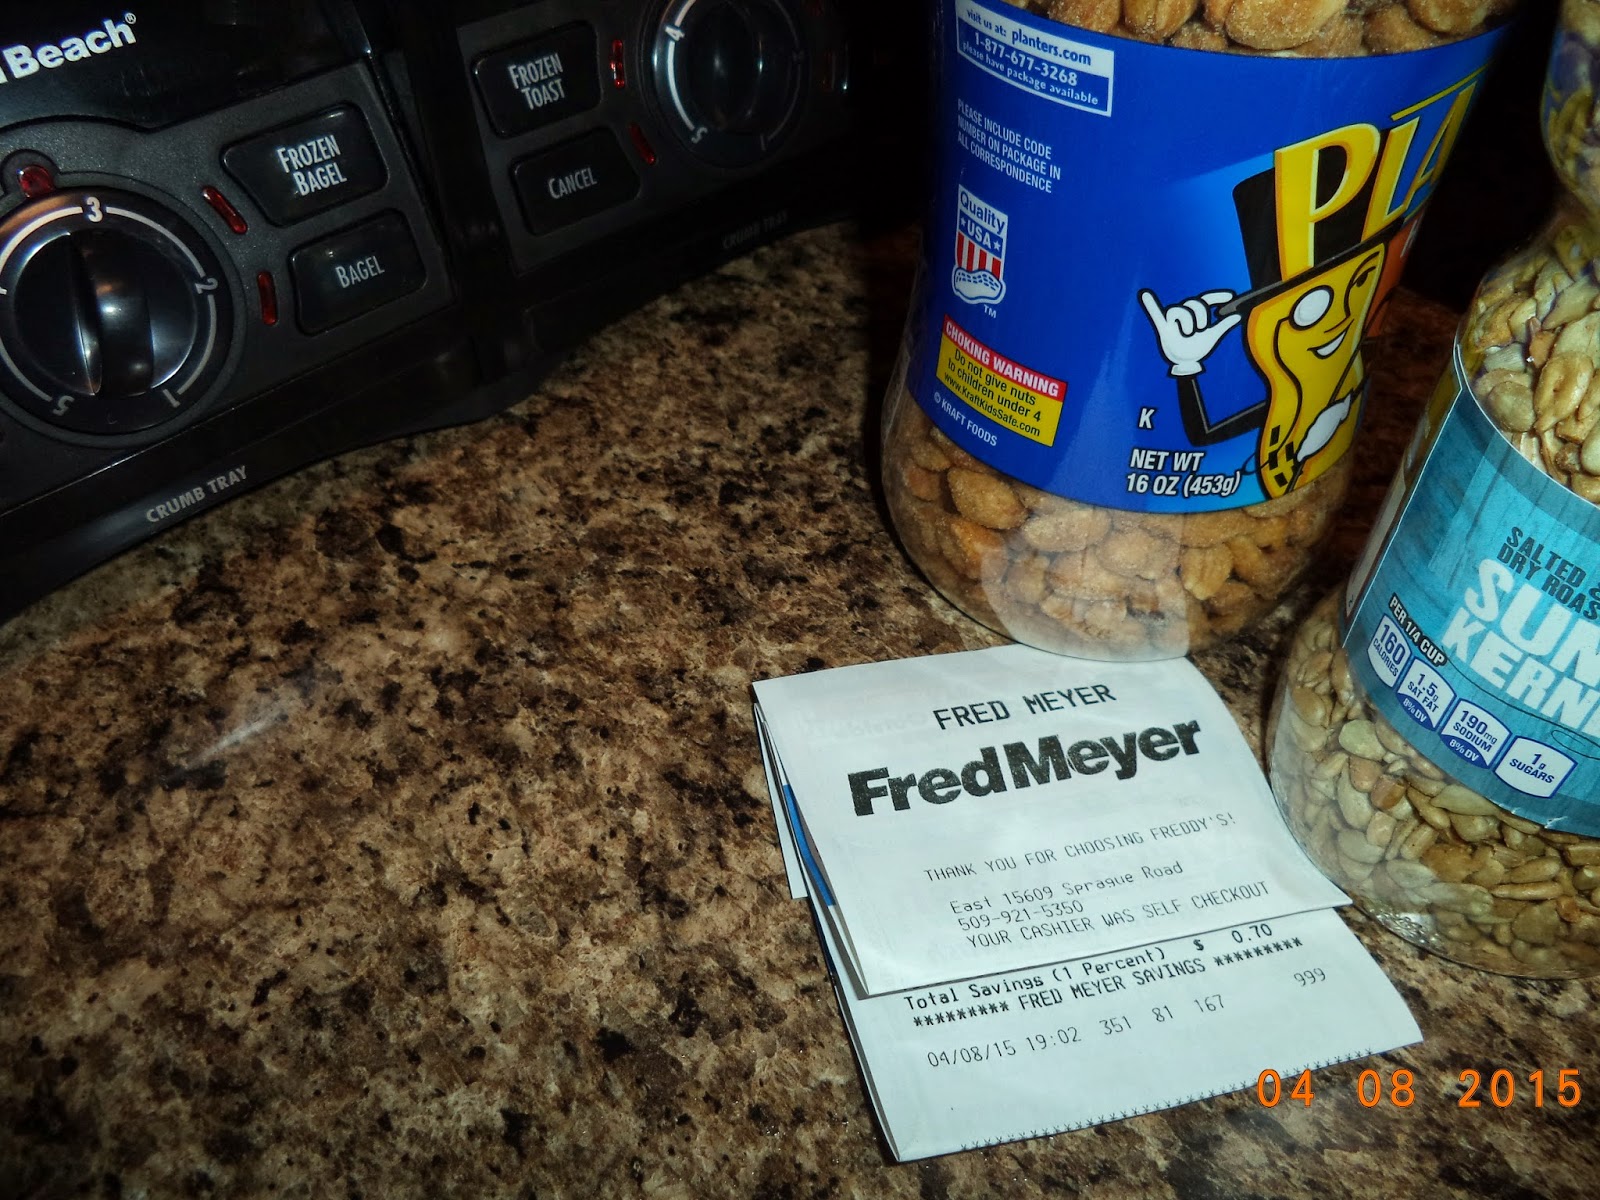 Beach®
FROZEN
BAGEL
BAGEL
3
2
1
5
CRUMB TRAY
FROZEN
TOAST
CANCEL
4
5
1
CRUMB TRAY
visit us at: planters.com
1-877-677-3268
please have package available
PLEASE INCLUDE CODE
NUMBER ON PACKAGE IN
ALL CORRESPONDENCE
Quality
USA
TM
CHOKING WARNING
Do not give nuts
to children under 4
www.KraftKidsSafe.com
© KRAFT FOODS
PLA
K
NET WT
16 OZ (453g)
SALTED &
DRY ROAS
SUN
KERN
PER 1/4 CUP
160
CALORIES
1.5g
SAT FAT
8% DV
190mg
SODIUM
8% DV
1g
SUGARS
FRED MEYER
FredMeyer
THANK YOU FOR CHOOSING FREDDY'S!
East 15609 Sprague Road
509-921-5350
YOUR CASHIER WAS SELF CHECKOUT
Total Savings (1 Percent) $ 0.70
********* FRED MEYER SAVINGS *********
04/08/15 19:02 351 81 167 999
04 08 2015